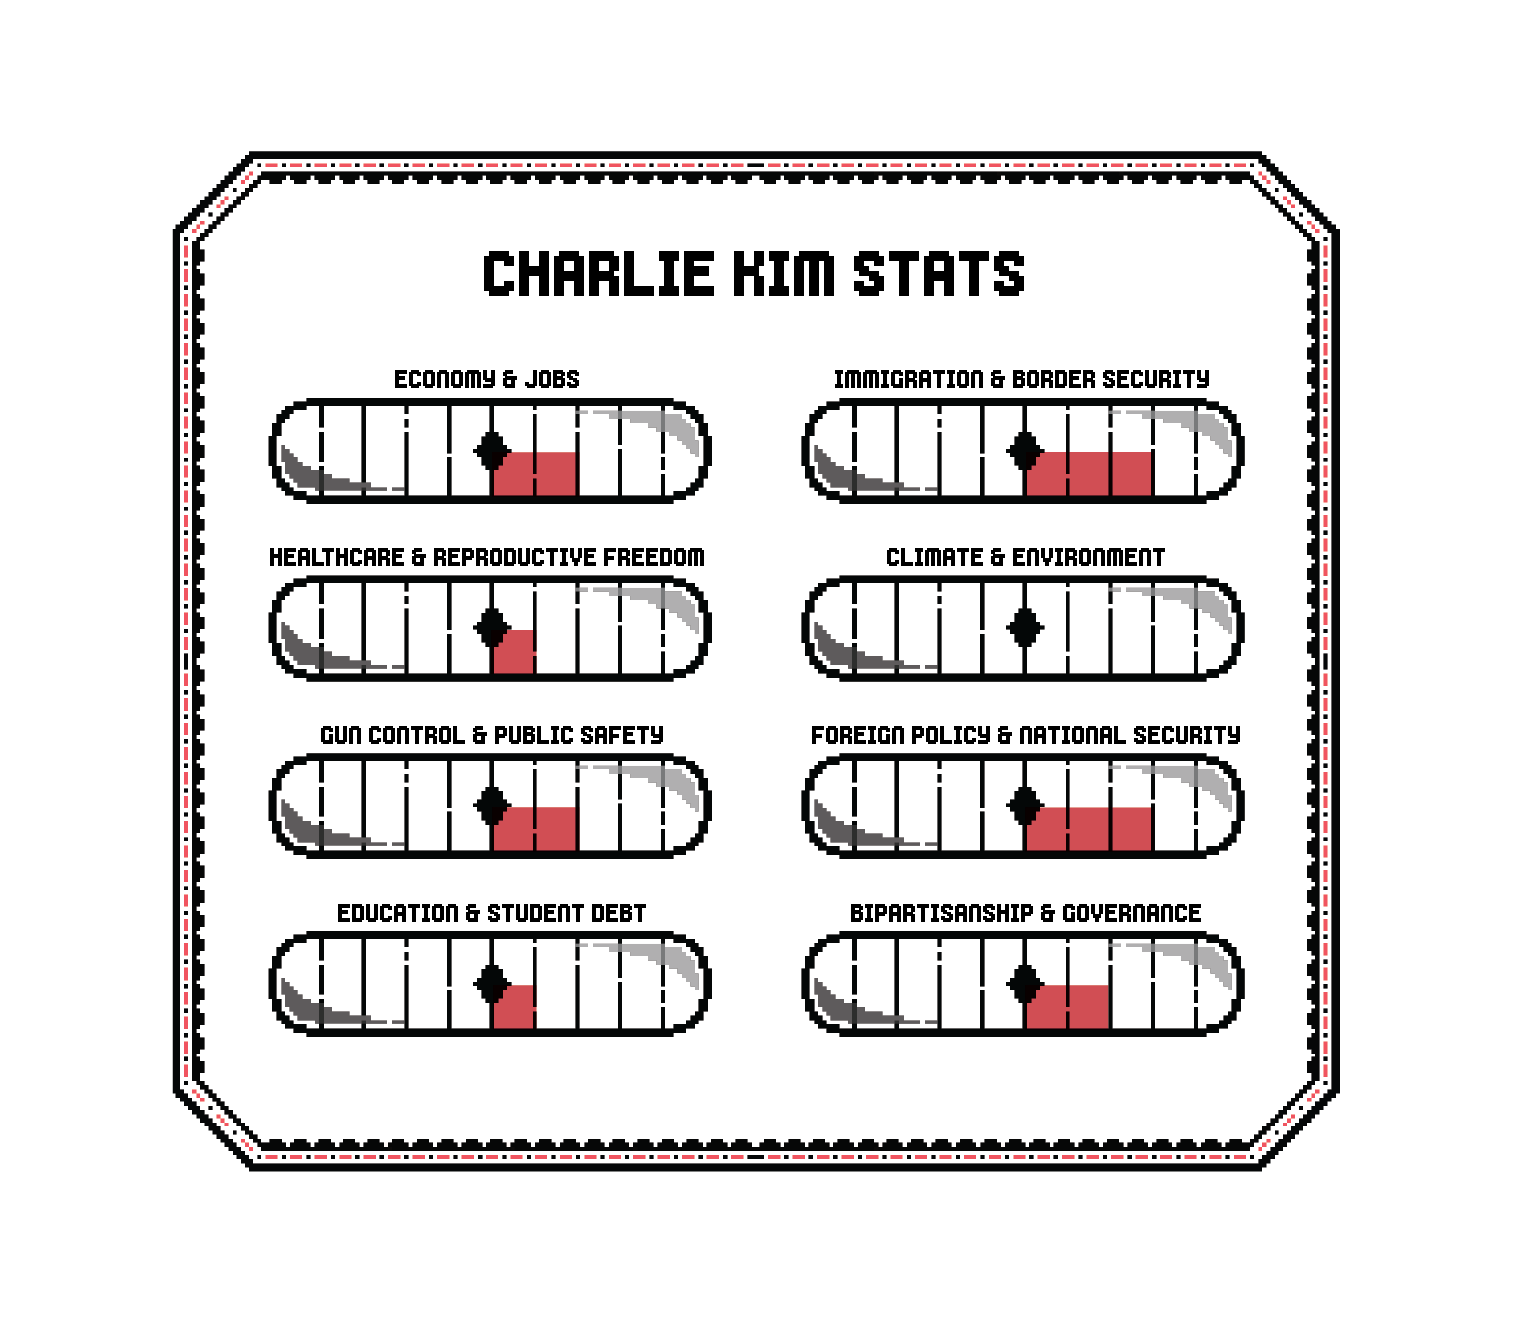 CHARLIE KIM STATS
ECONOMY & JOBS
IMMIGRATION & BORDER SECURITY
HEALTHCARE & REPRODUCTIVE FREEDOM
CLIMATE & ENVIRONMENT
GUN CONTROL & PUBLIC SAFETY
FOREIGN POLICY & NATIONAL SECURITY
EDUCATION & STUDENT DEBT
BIPARTISANSHIP & GOVERNANCE